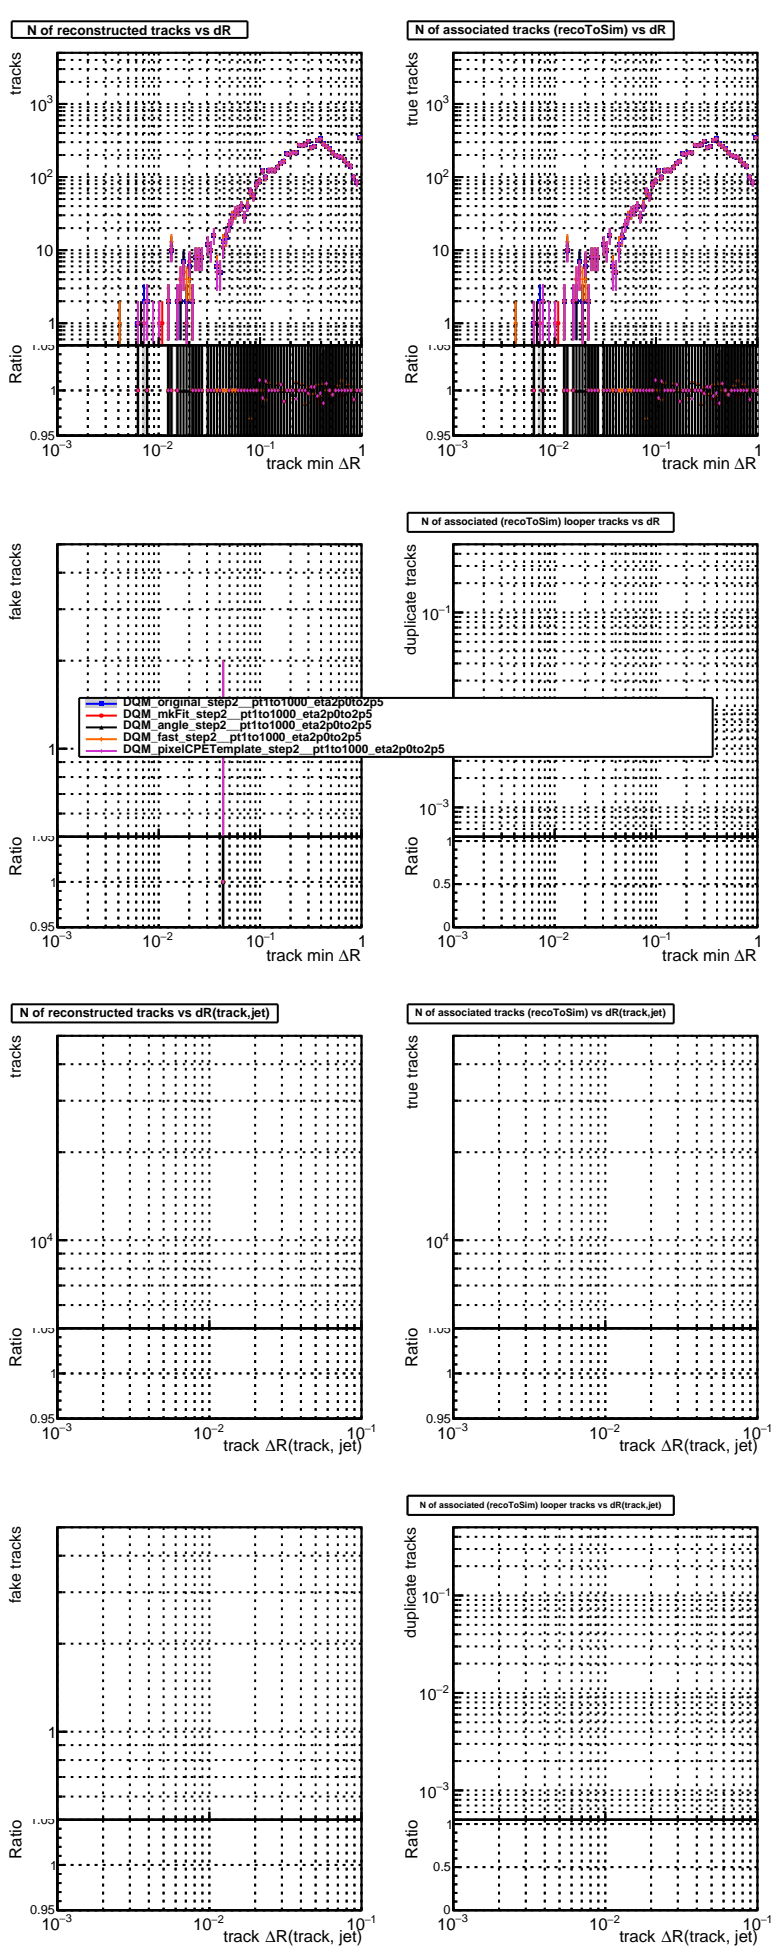 N of reconstructed tracks vs dR
tracks
10³
10²
10
1
1.05
Ratio
1
0.95
10⁻³ 10⁻² 10⁻¹ 1
track min ΔR
N of associated tracks (recoToSim) vs dR
true tracks
10³
10²
10
1
1.05
Ratio
1
0.95
10⁻³ 10⁻² 10⁻¹ 1
track min ΔR
fake tracks
1
1.05
Ratio
1
0.95
10⁻³ 10⁻² 10⁻¹ 1
track min ΔR
N of associated (recoToSim) looper tracks vs dR
duplicate tracks
10⁻¹
10⁻³
Ratio
1
0.5
0
10⁻³ 10⁻² 10⁻¹ 1
track min ΔR
DQM_original_step2__pt1to1000_eta2p0to2p5
DQM_mkFit_step2__pt1to1000_eta2p0to2p5
DQM_angle_step2__pt1to1000_eta2p0to2p5
DQM_fast_step2__pt1to1000_eta2p0to2p5
DQM_pixelCPETemplate_step2__pt1to1000_eta2p0to2p5
N of reconstructed tracks vs dR(track,jet)
tracks
10⁴
1.05
Ratio
1
0.95
10⁻³ 10⁻² 10⁻¹
track ΔR(track, jet)
N of associated tracks (recoToSim) vs dR(track,jet)
true tracks
10⁴
1.05
Ratio
1
0.95
10⁻³ 10⁻² 10⁻¹
track ΔR(track, jet)
fake tracks
1
1.05
Ratio
1
0.95
10⁻³ 10⁻² 10⁻¹
track ΔR(track, jet)
N of associated (recoToSim) looper tracks vs dR(track,jet)
duplicate tracks
10⁻¹
10⁻²
10⁻³
Ratio
1
0.5
0
10⁻³ 10⁻² 10⁻¹
track ΔR(track, jet)